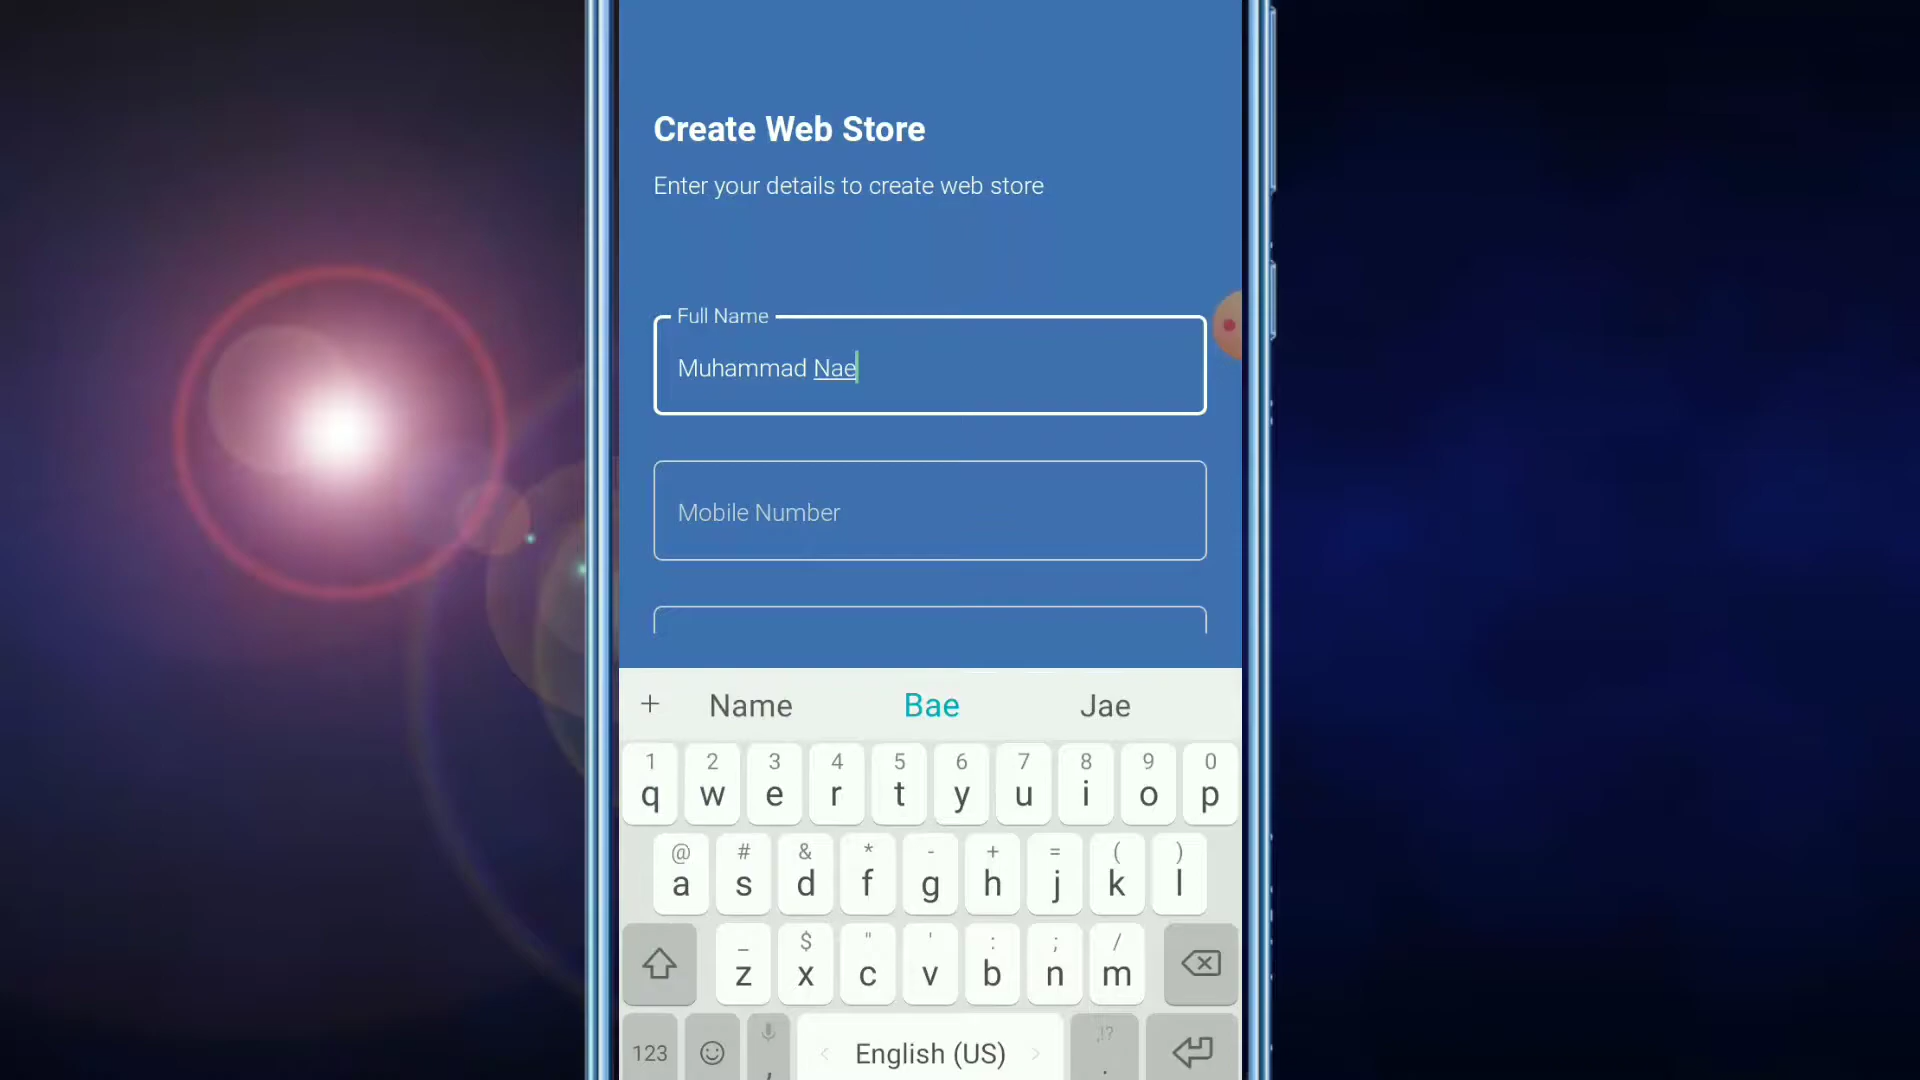 Create Web Store
Enter your details to create web store
Full Name
Muhammad Nae
Mobile Number
+ Name Bae Jae
1 2 3 4 5 6 7 8 9 0
q w e r t y u i o p
@ # & * - + = ( )
a s d f g h j k l
_ $ " ' : ; /
z x c v b n m
,!?
123 , < English (US) > .